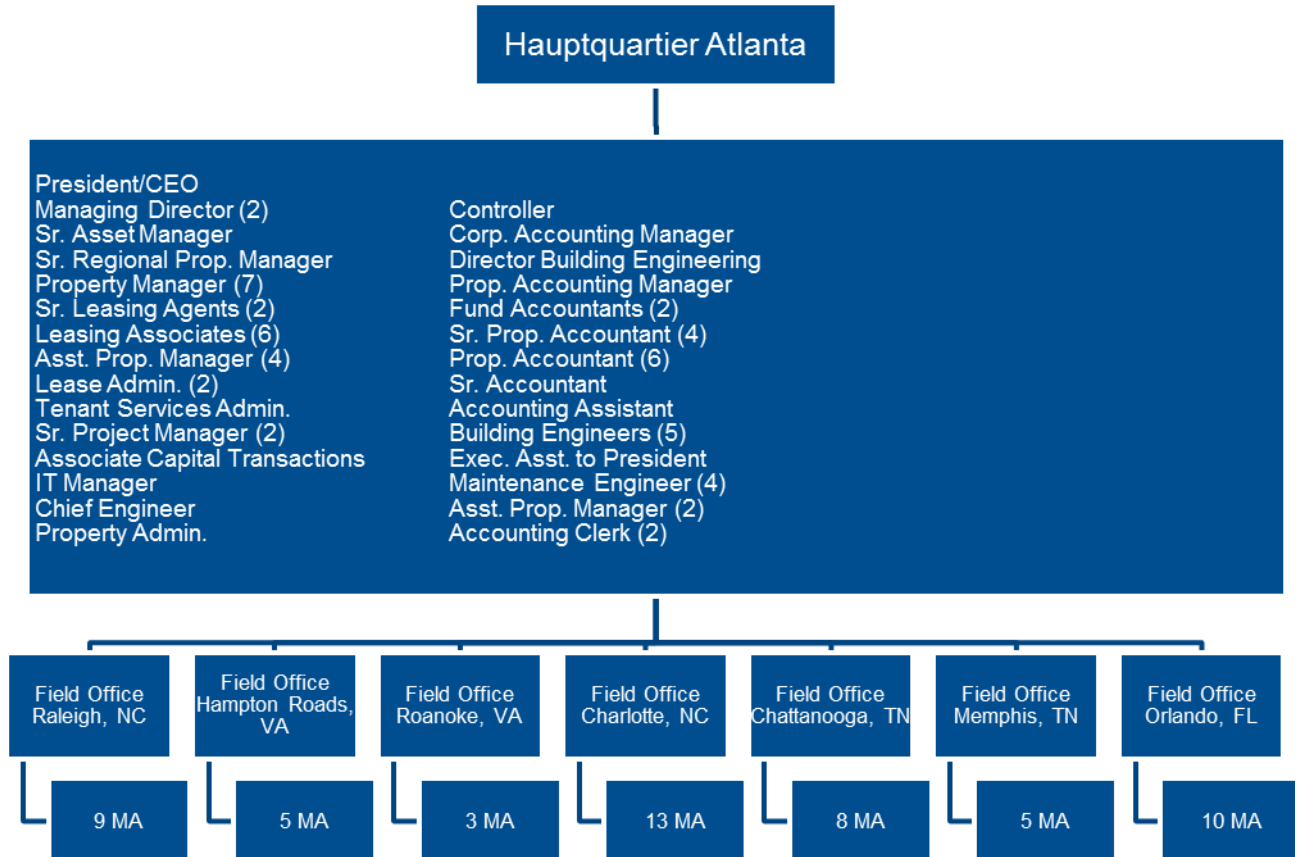 Hauptquartier Atlanta
President/CEO
Managing Director (2)
Sr. Asset Manager
Sr. Regional Prop. Manager
Property Manager (7)
Sr. Leasing Agents (2)
Leasing Associates (6)
Asst. Prop. Manager (4)
Lease Admin. (2)
Tenant Services Admin.
Sr. Project Manager (2)
Associate Capital Transactions
IT Manager
Chief Engineer
Property Admin.
Controller
Corp. Accounting Manager
Director Building Engineering
Prop. Accounting Manager
Fund Accountants (2)
Sr. Prop. Accountant (4)
Prop. Accountant (6)
Sr. Accountant
Accounting Assistant
Building Engineers (5)
Exec. Asst. to President
Maintenance Engineer (4)
Asst. Prop. Manager (2)
Accounting Clerk (2)
Field Office
Raleigh, NC
9 MA
Field Office
Hampton Roads,
VA
5 MA
Field Office
Roanoke, VA
3 MA
Field Office
Charlotte, NC
13 MA
Field Office
Chattanooga, TN
8 MA
Field Office
Memphis, TN
5 MA
Field Office
Orlando, FL
10 MA